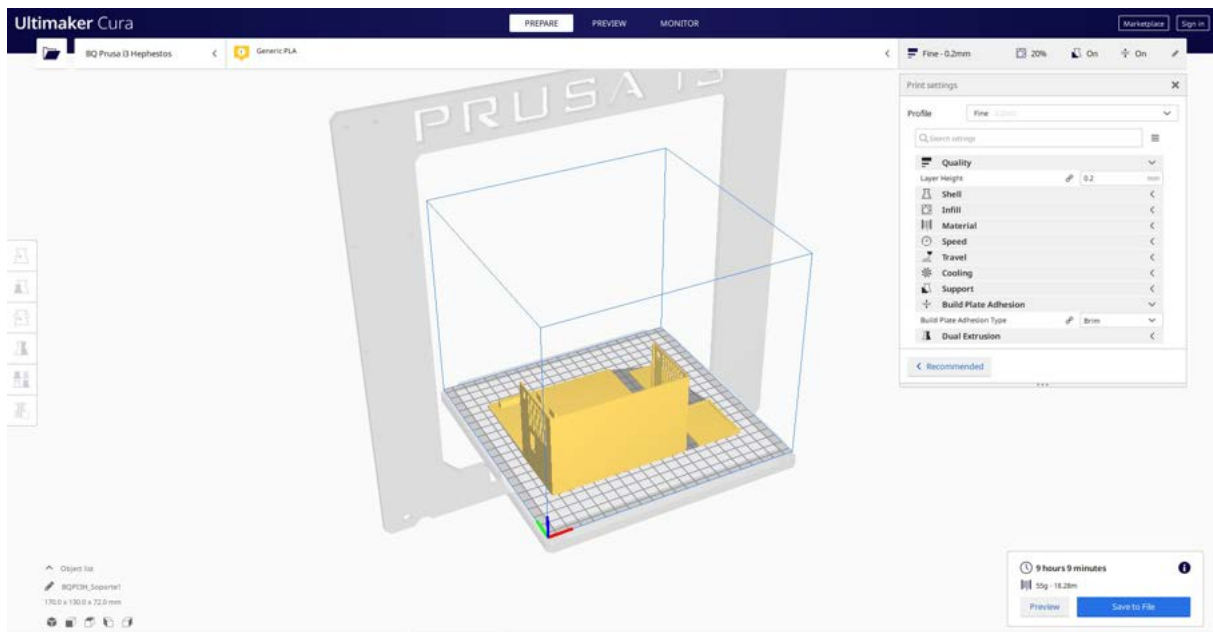 Ultimaker Cura
PREPARE
PREVIEW
MONITOR
Marketplace
Sign in
BQ Prusa i3 Hephestos
Generic PLA
Fine - 0.2mm
20%
On
On
PRUSA i3
Print settings
Profile
Fine
Search settings
Quality
Layer Height
0.2
mm
Shell
Infill
Material
Speed
Travel
Cooling
Support
Build Plate Adhesion
Build Plate Adhesion Type
Brim
Dual Extrusion
Recommended
Object list
BQPI3H_Soporte1
170.0 x 130.0 x 72.0 mm
9 hours 9 minutes
55g · 18.28m
Preview
Save to File